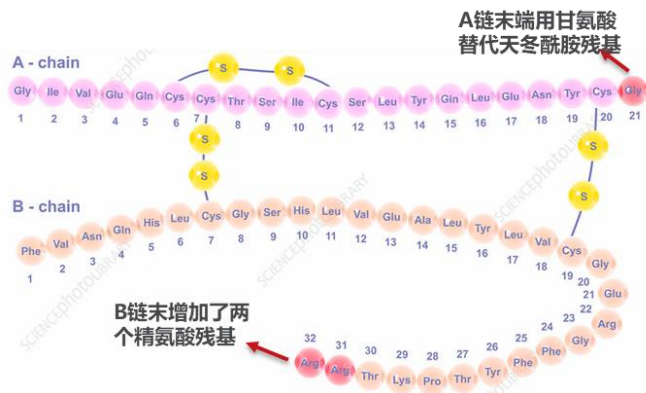 A链末端用甘氨酸
替代天冬酰胺残基
A - chain
S S
Gly Ile Val Glu Gln Cys Cys Thr Ser Ile Cys Ser Leu Tyr Gln Leu Glu Asn Tyr Cys Gly
1 2 3 4 5 6 7 8 9 10 11 12 13 14 15 16 17 18 19 20 21
S S
S S
B - chain
Phe Val Asn Gln His Leu Cys Gly Ser His Leu Val Glu Ala Leu Tyr Leu Val Cys Gly Glu Arg Gly Phe Phe Tyr Thr Pro Lys Thr Arg Arg
1 2 3 4 5 6 7 8 9 10 11 12 13 14 15 16 17 18 19 20 21 22 23 24 25 26 27 28 29 30 31 32
B链末增加了两
个精氨酸残基
SCIENCEphotoLIBRARY